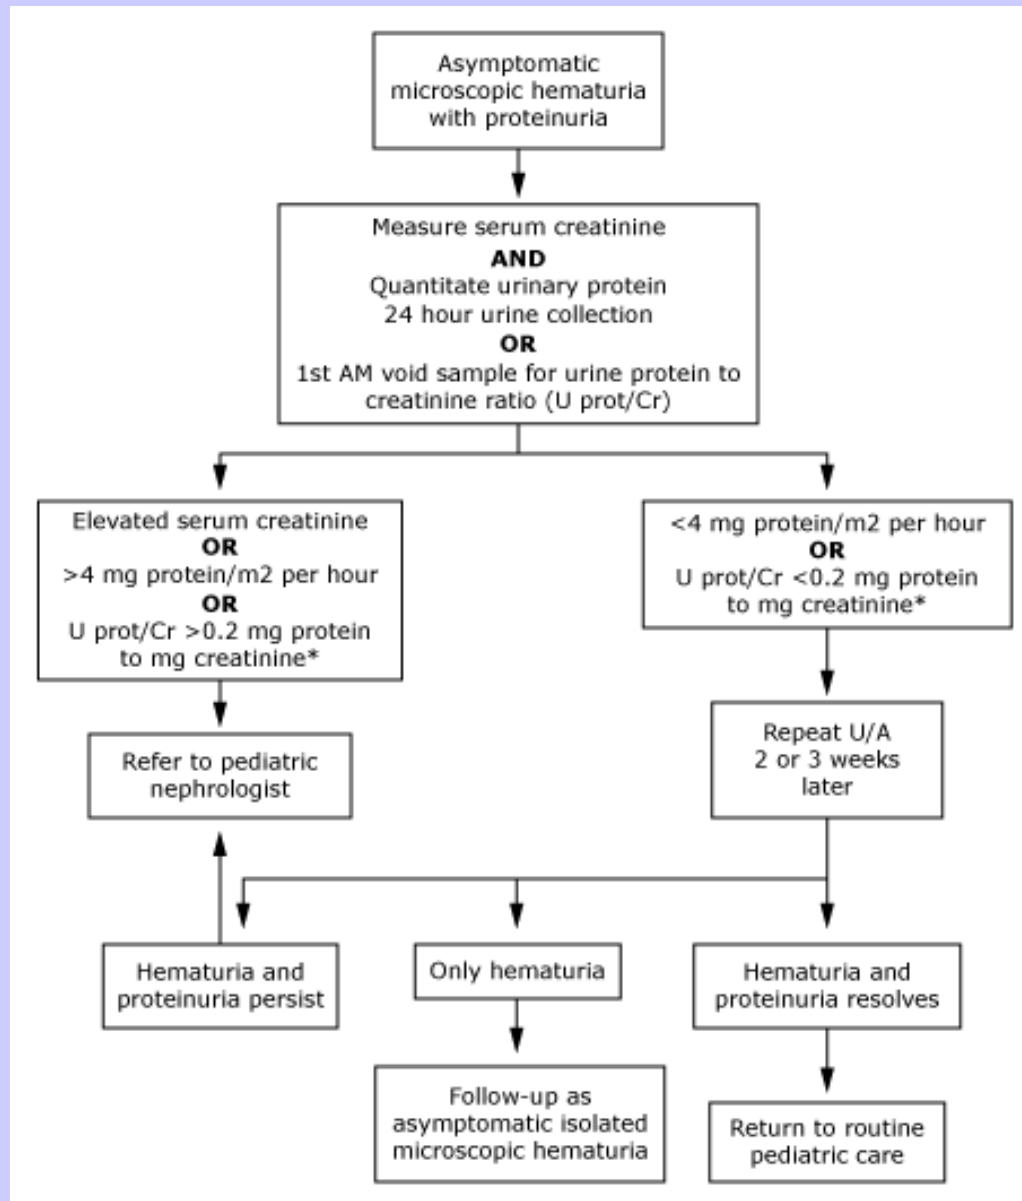 Asymptomatic
microscopic hematuria
with proteinuria
Measure serum creatinine
AND
Quantitate urinary protein
24 hour urine collection
OR
1st AM void sample for urine protein to
creatinine ratio (U prot/Cr)
Elevated serum creatinine
OR
>4 mg protein/m2 per hour
OR
U prot/Cr >0.2 mg protein
to mg creatinine*
<4 mg protein/m2 per hour
OR
U prot/Cr <0.2 mg protein
to mg creatinine*
Refer to pediatric
nephrologist
Repeat U/A
2 or 3 weeks
later
Hematuria and
proteinuria persist
Only hematuria
Hematuria and
proteinuria resolves
Follow-up as
asymptomatic isolated
microscopic hematuria
Return to routine
pediatric care